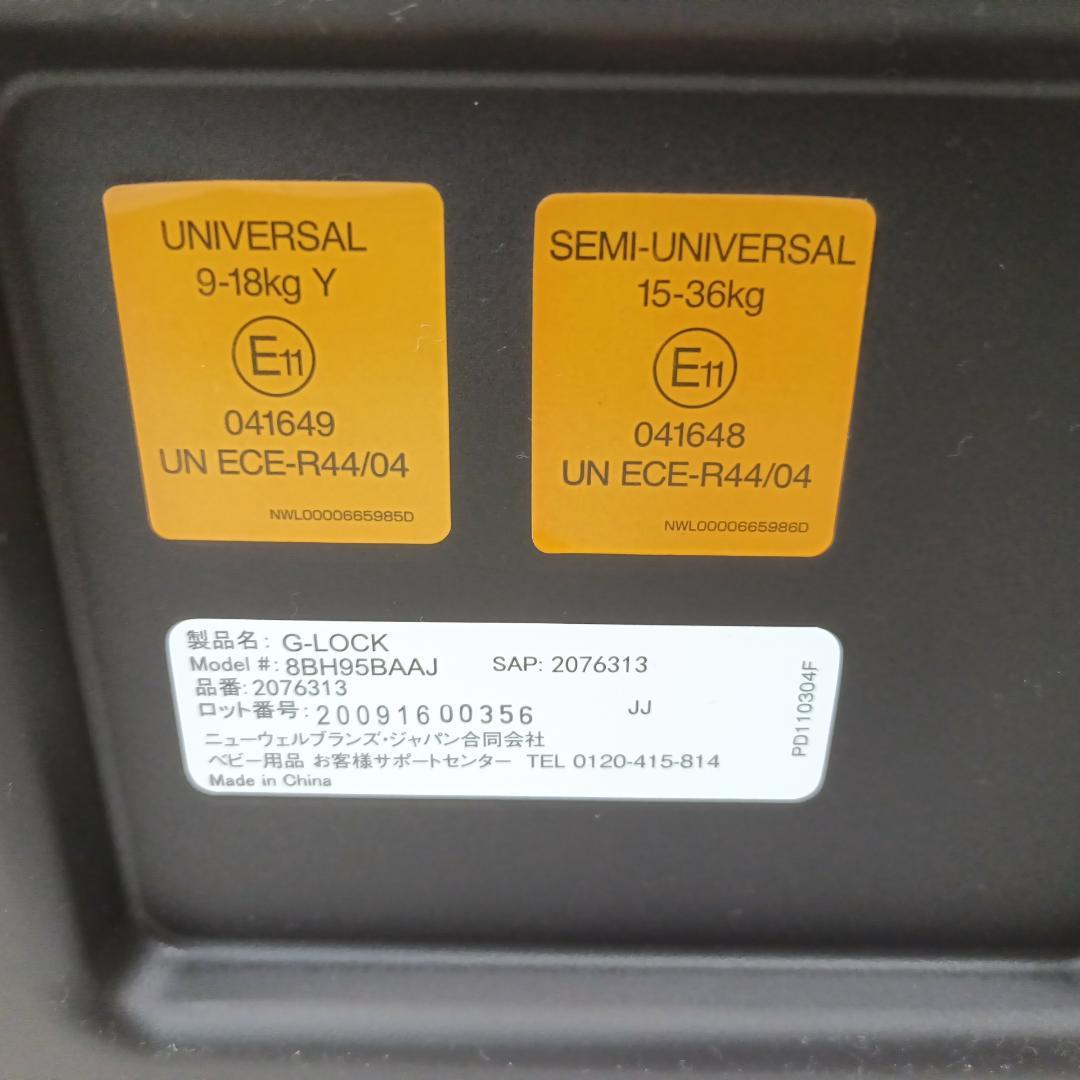 UNIVERSAL
9-18kg Y
E11
041649
UN ECE-R44/04
NWL0000665985D
SEMI-UNIVERSAL
15-36kg
E11
041648
UN ECE-R44/04
NWL0000665986D
製品名: G-LOCK
Model #: 8BH95BAAJ SAP: 2076313
品番: 2076313
ロット番号: 20091600356 JJ
ニューウェルブランズ・ジャパン合同会社
ベビー用品 お客様サポートセンター TEL 0120-415-814
Made in China
PD110304F